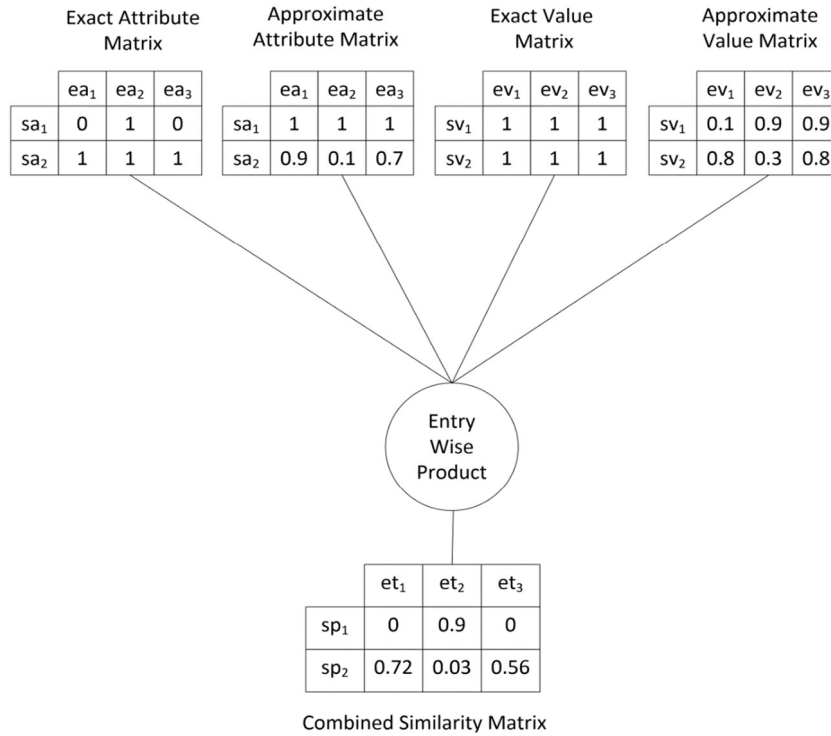 Exact Attribute
Matrix
Approximate
Attribute Matrix
Exact Value
Matrix
Approximate
Value Matrix
ea₁ ea₂ ea₃
sa₁ 0 1 0
sa₂ 1 1 1
ea₁ ea₂ ea₃
sa₁ 1 1 1
sa₂ 0.9 0.1 0.7
ev₁ ev₂ ev₃
sv₁ 1 1 1
sv₂ 1 1 1
ev₁ ev₂ ev₃
sv₁ 0.1 0.9 0.9
sv₂ 0.8 0.3 0.8
Entry
Wise
Product
et₁ et₂ et₃
sp₁ 0 0.9 0
sp₂ 0.72 0.03 0.56
Combined Similarity Matrix